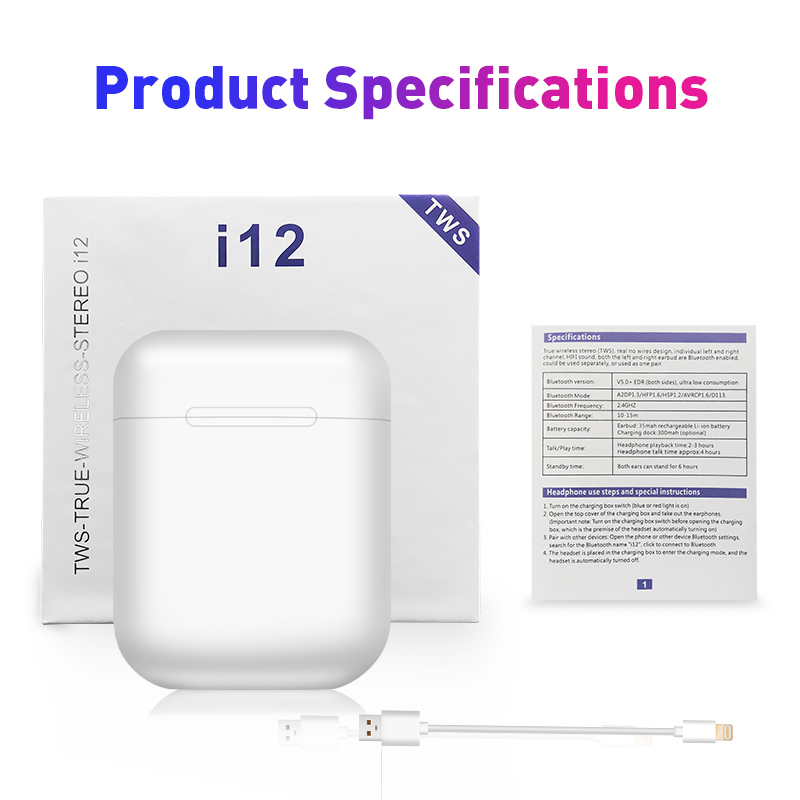 Product Specifications
TWS
i12
TWS-TRUE-WIRELESS-STEREO i12
Specifications
True wireless stereo (TWS), real no wires design, individual left and right
channel, HIFI sound, both the left and right earbud are Bluetooth enabled,
could be used separately, or used as one pair.
Bluetooth version: V5.0+ EDR (both sides), ultra low consumption
Bluetooth Mode: A2DP1.3/HFP1.6/HSP1.2/AVRCP1.6/D113.
Bluetooth Frequency: 2.4GHZ
Bluetooth Range: 10-15m
Battery capacity: Earbud: 35mah rechargeable Li-ion battery
Charging dock:300mah (optional)
Talk/Play time: Headphone playback time:2-3 hours
Headphone talk time approx:4 hours
Standby time: Both ears can stand for 6 hours
Headphone use steps and special instructions
1. Turn on the charging box switch (blue or red light is on)
2. Open the top cover of the charging box and take out the earphones.
(Important note: Turn on the charging box switch before opening the charging
box, which is the premise of the headset automatically turning on)
3. Pair with other devices: Open the phone or other device Bluetooth settings,
search for the Bluetooth name "i12", click to connect to Bluetooth
4. The headset is placed in the charging box to enter the charging mode, and the
headset is automatically turned off.
1